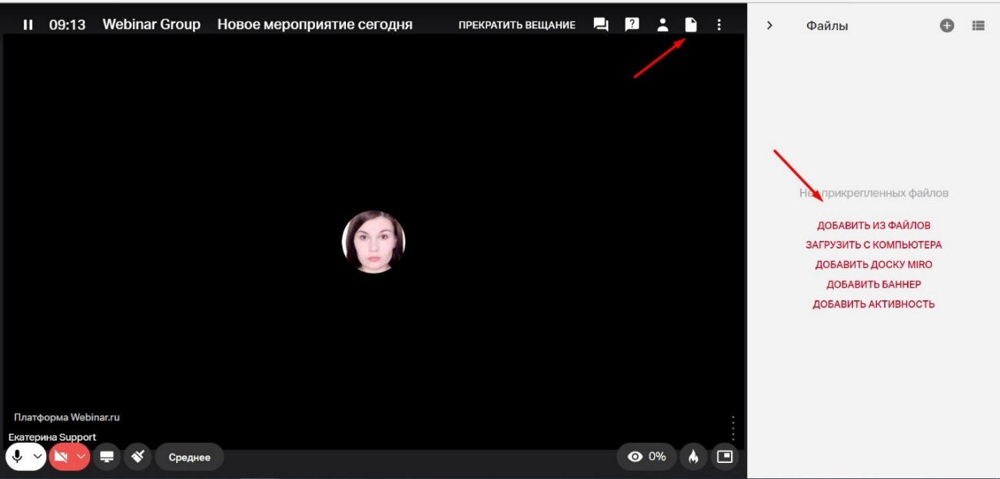 09:13 Webinar Group Новое мероприятие сегодня ПРЕКРАТИТЬ ВЕЩАНИЕ ?
Файлы
Нет прикрепленных файлов
ДОБАВИТЬ ИЗ ФАЙЛОВ
ЗАГРУЗИТЬ С КОМПЬЮТЕРА
ДОБАВИТЬ ДОСКУ MIRO
ДОБАВИТЬ БАННЕР
ДОБАВИТЬ АКТИВНОСТЬ
Платформа Webinar.ru
Екатерина Support
Среднее
0%